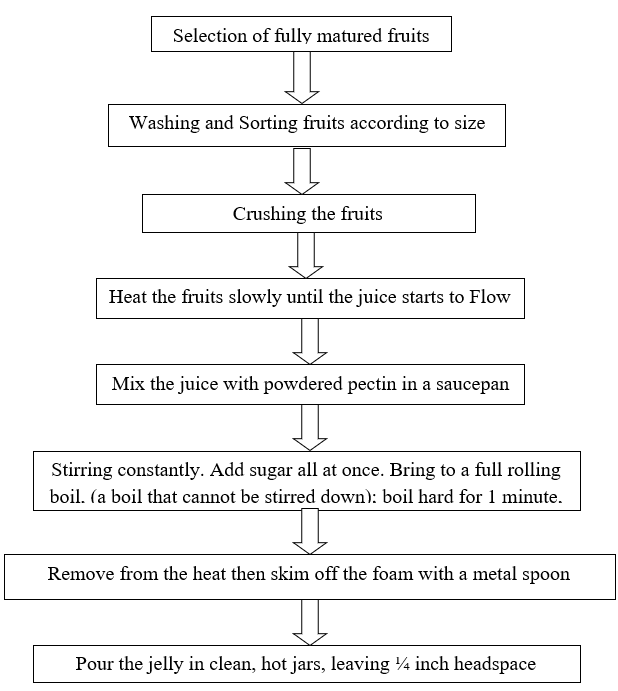 Selection of fully matured fruits
Washing and Sorting fruits according to size
Crushing the fruits
Heat the fruits slowly until the juice starts to Flow
Mix the juice with powdered pectin in a saucepan
Stirring constantly. Add sugar all at once. Bring to a full rolling
boil. (a boil that cannot be stirred down); boil hard for 1 minute.
Remove from the heat then skim off the foam with a metal spoon
Pour the jelly in clean, hot jars, leaving ¼ inch headspace